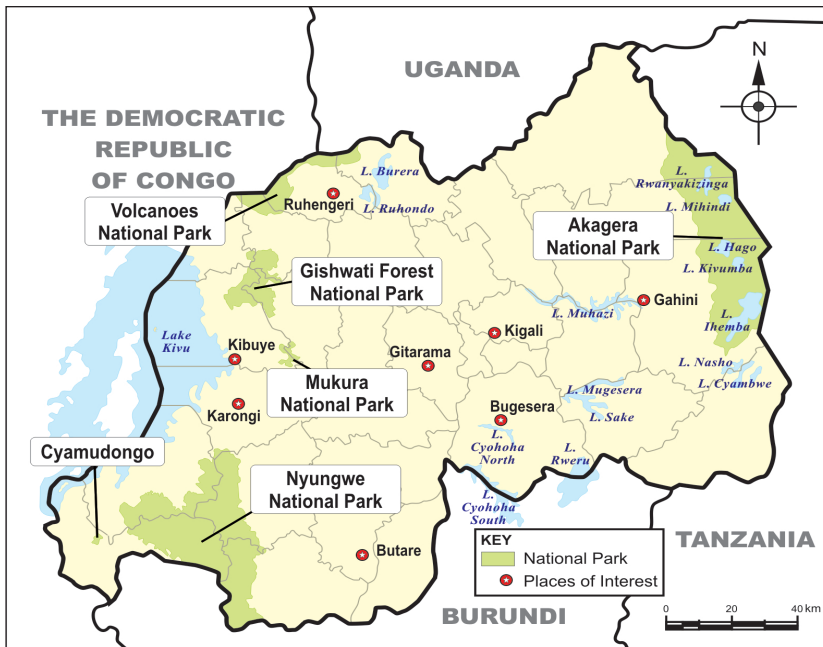 UGANDA
N
THE DEMOCRATIC
REPUBLIC
OF CONGO
L. Burera
L.
Rwanyakizinga
Ruhengeri
L. Ruhondo
L. Mihindi
Volcanoes
National Park
Akagera
National Park
L. Hago
Gishwati Forest
National Park
L. Kivumba
L. Muhazi
Gahini
L.
Ihemba
Lake
Kivu
Kibuye
Kigali
Gitarama
L. Nasho
L. Cyambwe
Mukura
National Park
Karongi
L. Mugesera
Bugesera
L. Sake
Cyamudongo
L.
Cyohoha
North
L.
Rweru
Nyungwe
National Park
L.
Cyohoha
South
TANZANIA
KEY
National Park
Places of Interest
Butare
BURUNDI
0 20 40 km